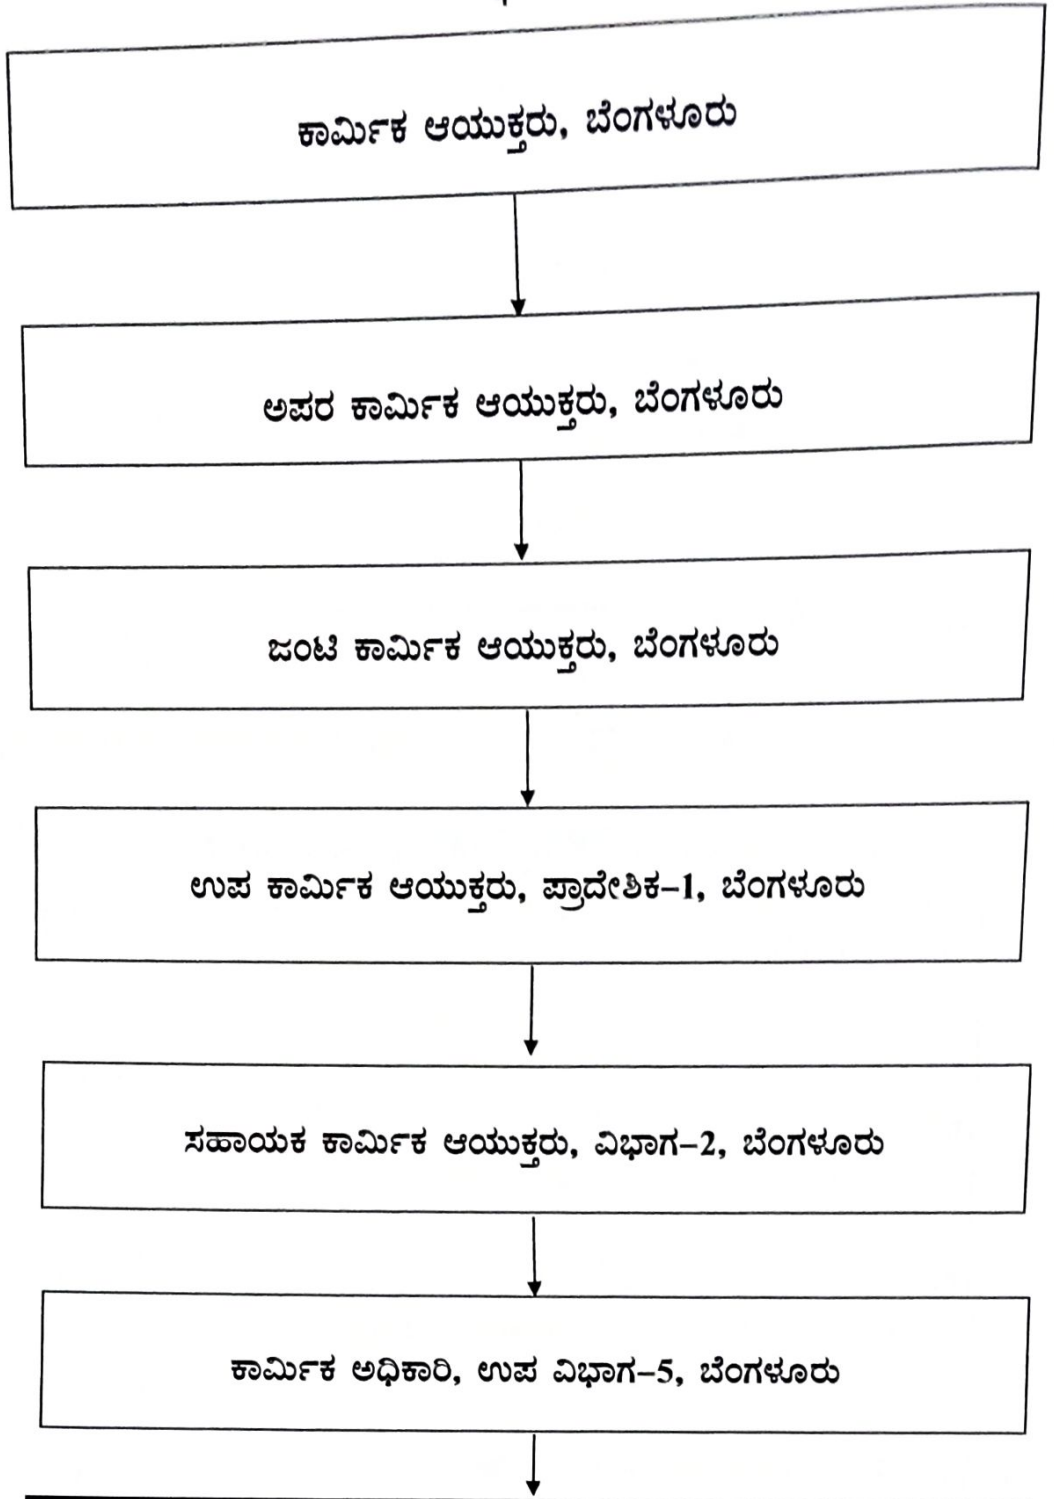 ಕಾರ್ಮಿಕ ಆಯುಕ್ತರು, ಬೆಂಗಳೂರು
ಅಪರ ಕಾರ್ಮಿಕ ಆಯುಕ್ತರು, ಬೆಂಗಳೂರು
ಜಂಟಿ ಕಾರ್ಮಿಕ ಆಯುಕ್ತರು, ಬೆಂಗಳೂರು
ಉಪ ಕಾರ್ಮಿಕ ಆಯುಕ್ತರು, ಪ್ರಾದೇಶಿಕ–1, ಬೆಂಗಳೂರು
ಸಹಾಯಕ ಕಾರ್ಮಿಕ ಆಯುಕ್ತರು, ವಿಭಾಗ–2, ಬೆಂಗಳೂರು
ಕಾರ್ಮಿಕ ಅಧಿಕಾರಿ, ಉಪ ವಿಭಾಗ–5, ಬೆಂಗಳೂರು